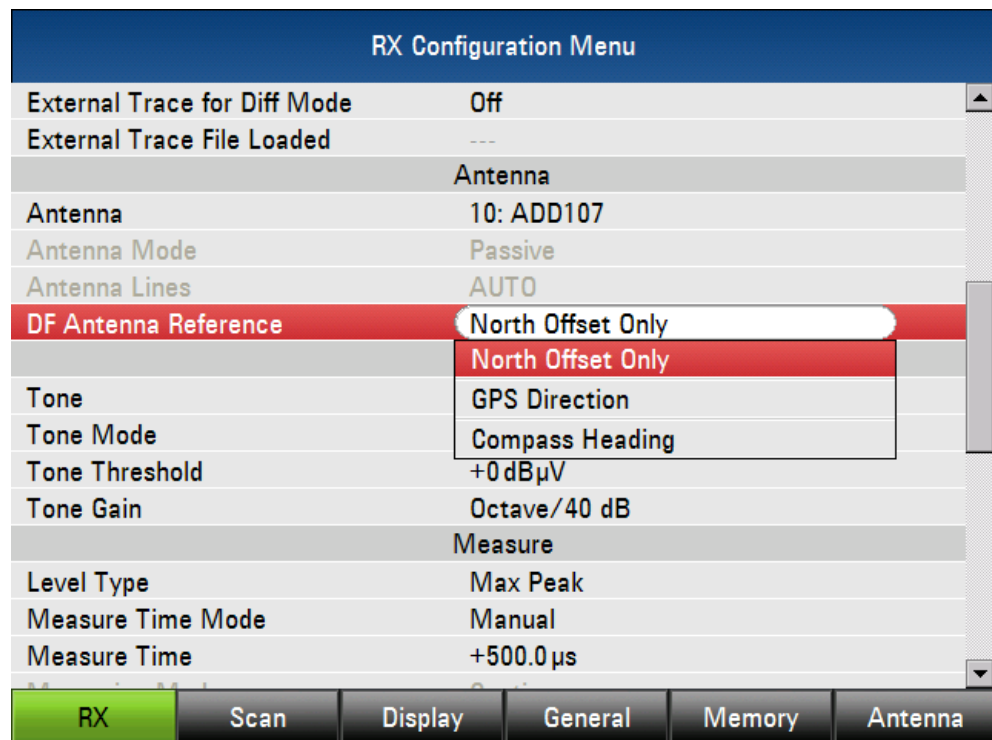 RX Configuration Menu
External Trace for Diff Mode Off
External Trace File Loaded ---
Antenna
Antenna 10: ADD107
Antenna Mode Passive
Antenna Lines AUTO
DF Antenna Reference North Offset Only
North Offset Only
Tone GPS Direction
Tone Mode Compass Heading
Tone Threshold +0 dBµV
Tone Gain Octave/40 dB
Measure
Level Type Max Peak
Measure Time Mode Manual
Measure Time +500.0 µs
RX Scan Display General Memory Antenna